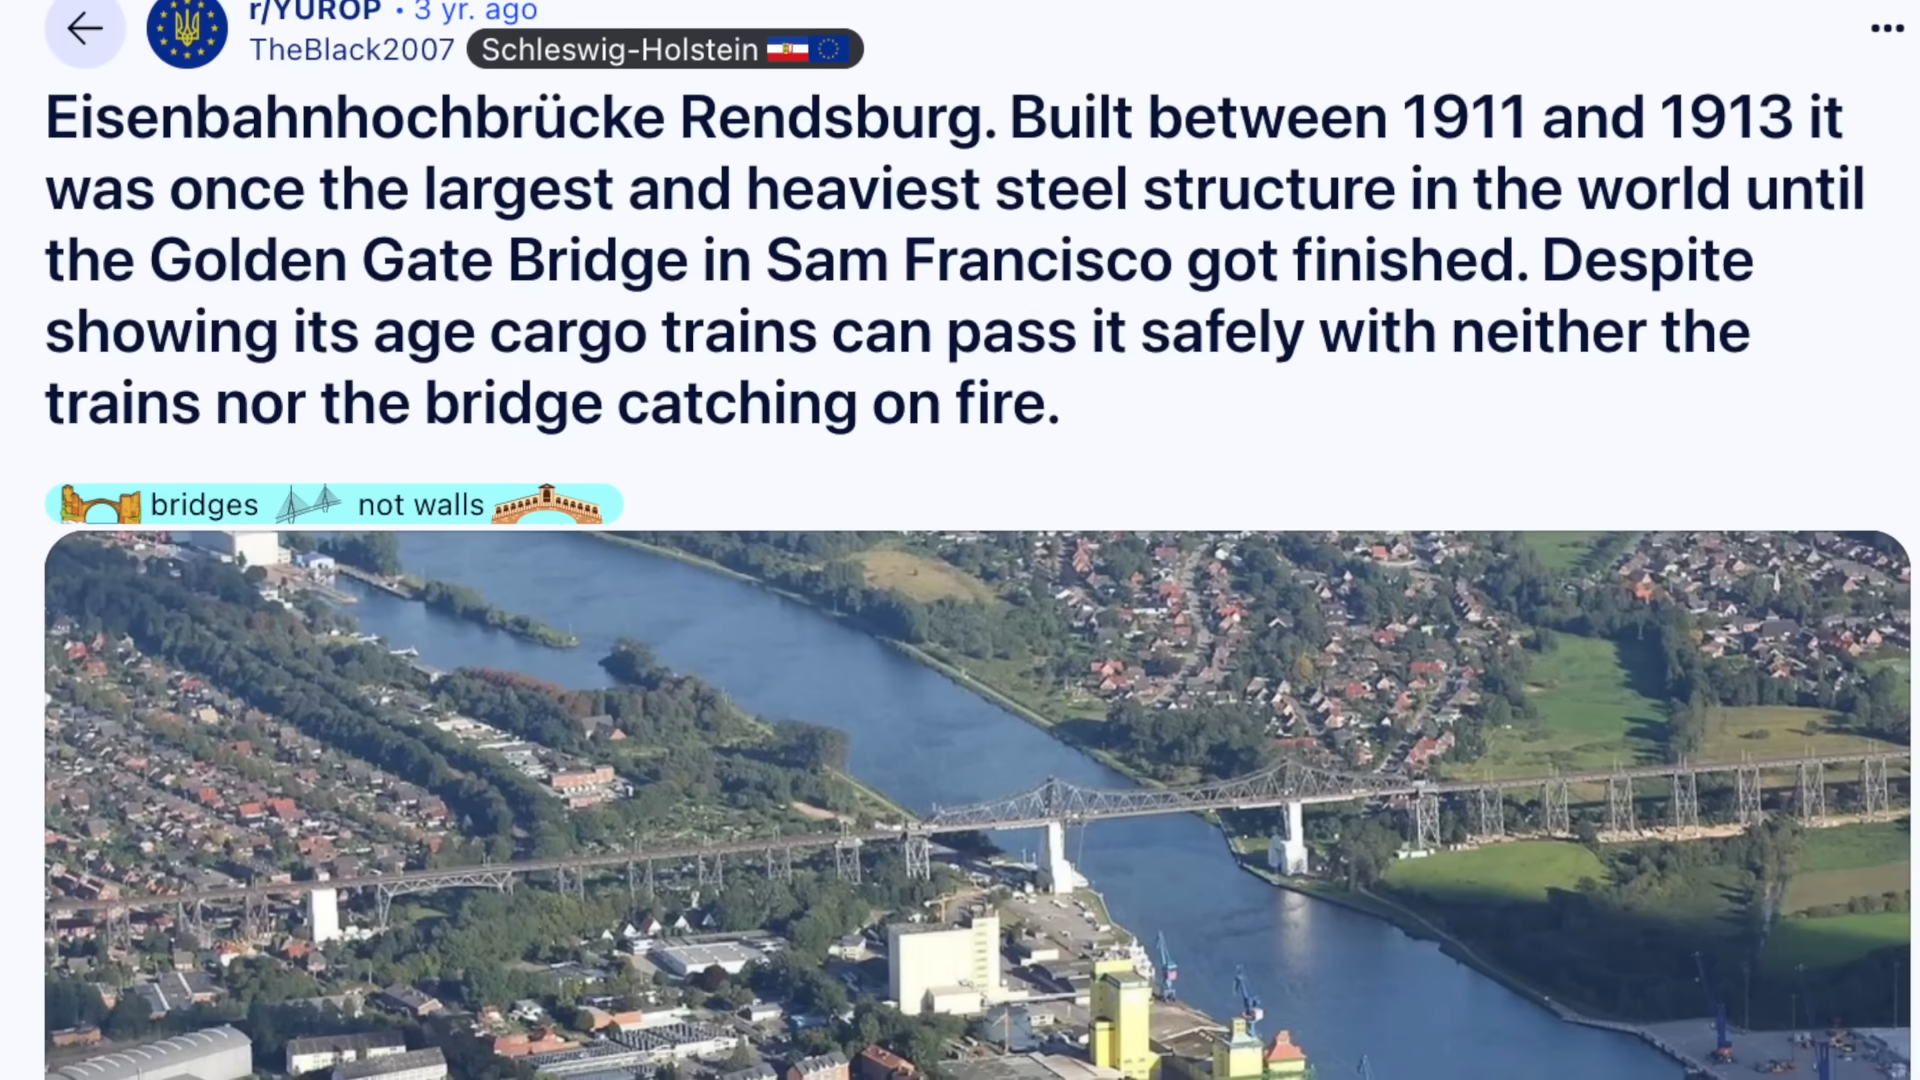 r/YUROP • 3 yr. ago
TheBlack2007 Schleswig-Holstein
Eisenbahnhochbrücke Rendsburg. Built between 1911 and 1913 it
was once the largest and heaviest steel structure in the world until
the Golden Gate Bridge in Sam Francisco got finished. Despite
showing its age cargo trains can pass it safely with neither the
trains nor the bridge catching on fire.
bridges not walls